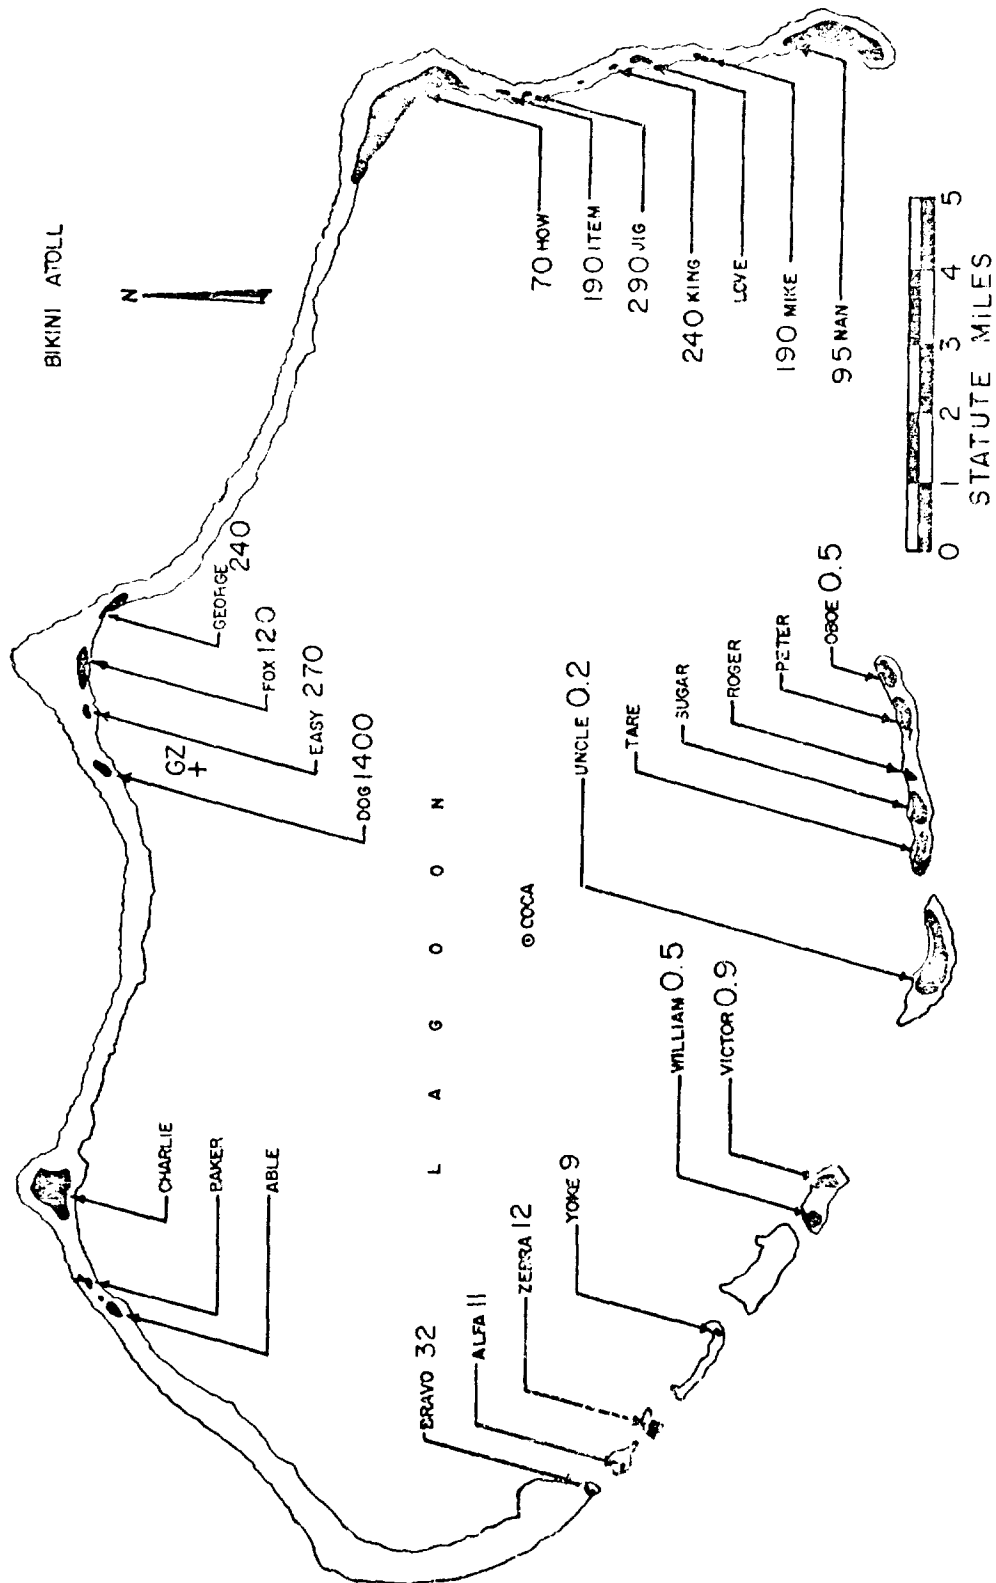 BIKINI ATOLL
N
GEORGE 240
FOX 120
EASY 270
GZ
+
DOG 1400
CHARLIE
PAKER
ABLE
LAGOON
COCA
70 HOW
190 ITEM
290 JIG
240 KING
LOVE
190 MIKE
95 NAN
BRAVO 32
ALFA 11
ZEBRA 12
YOKE 9
WILLIAM 0.5
VICTOR 0.9
UNCLE 0.2
TARE
SUGAR
ROGER
PETER
OBOE 0.5
0 1 2 3 4 5
STATUTE MILES